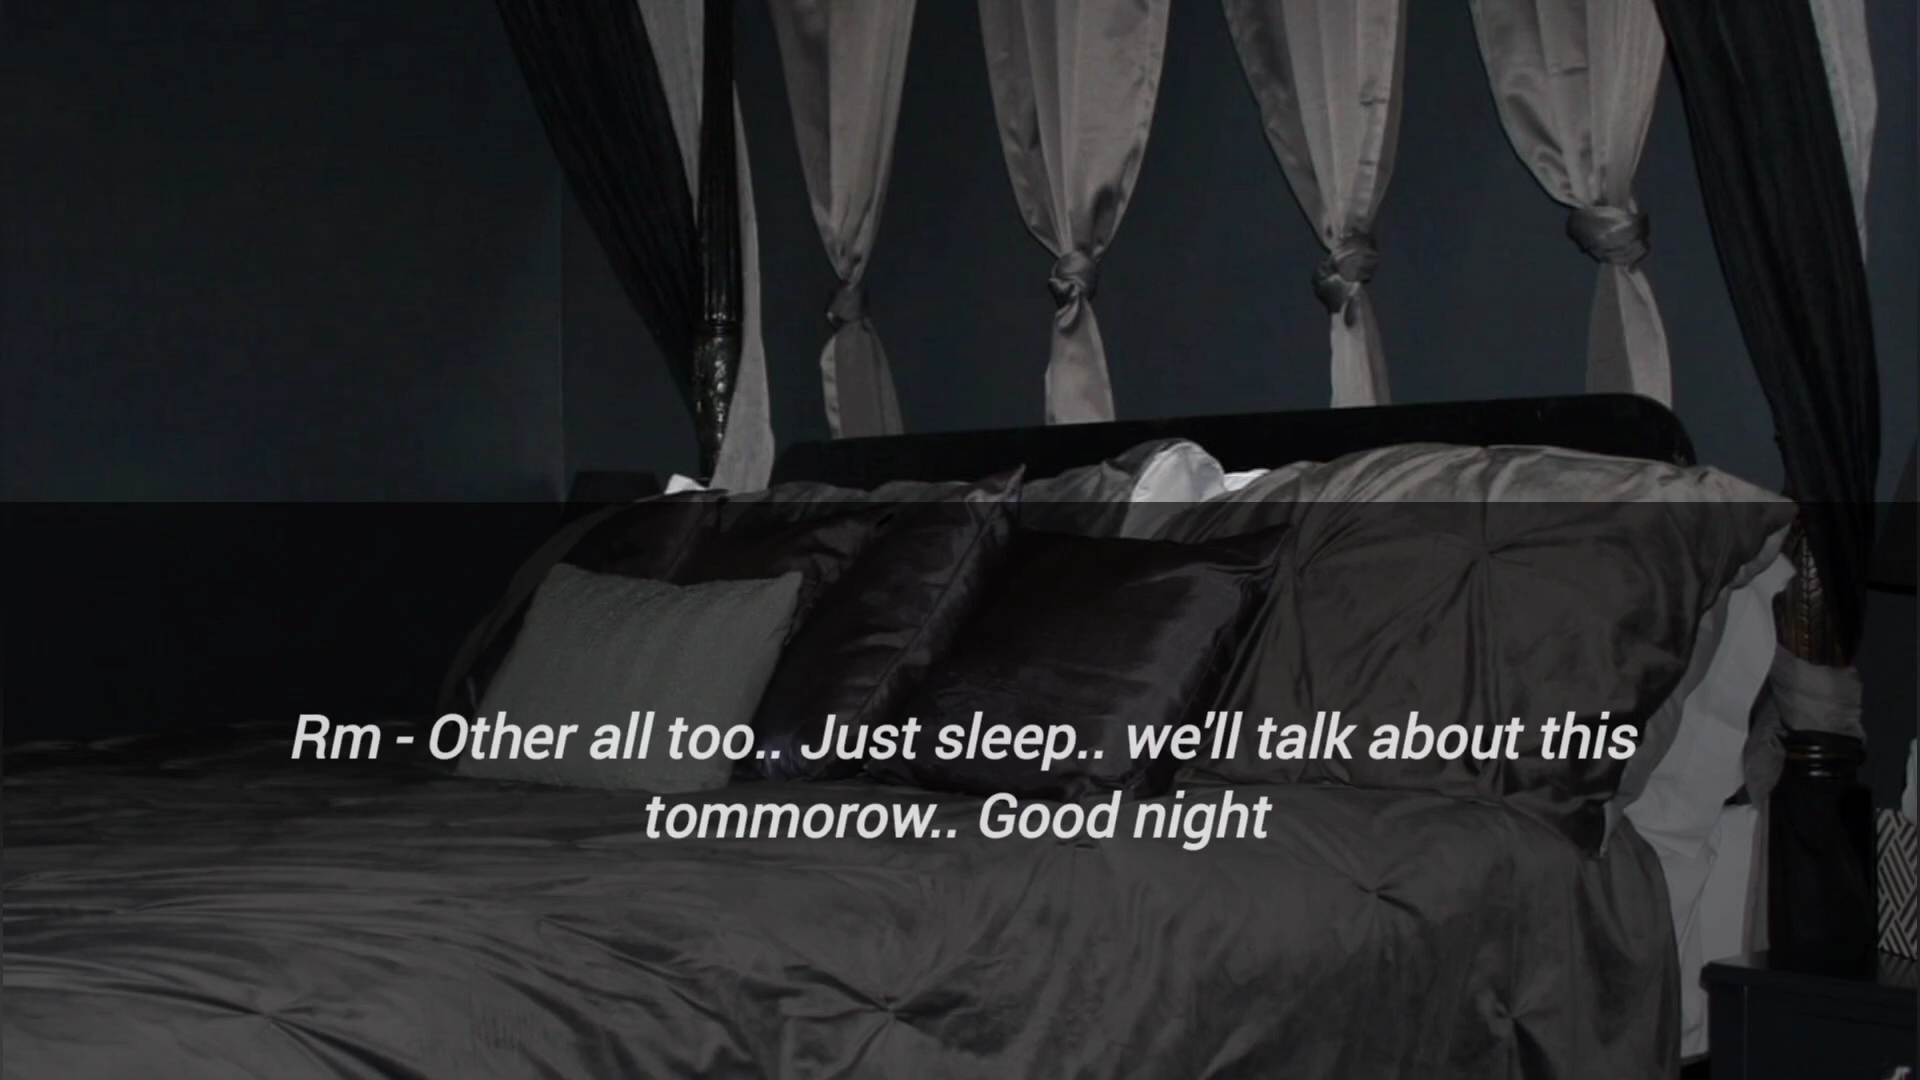 Rm - Other all too.. Just sleep.. we'll talk about this
tommorow.. Good night